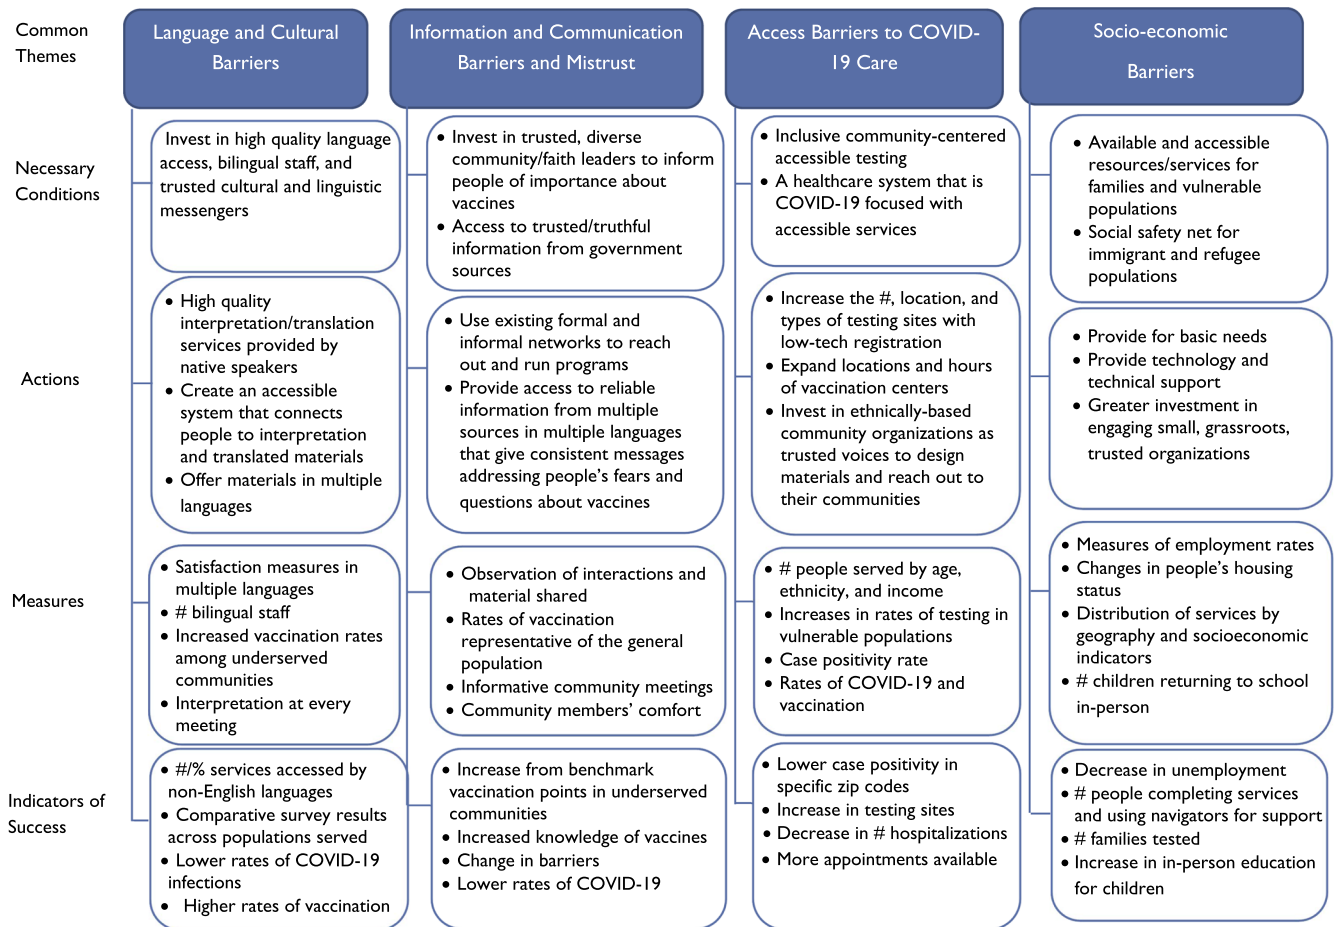 Common
Themes
Language and Cultural
Barriers
Information and Communication
Barriers and Mistrust
Access Barriers to COVID-
19 Care
Socio-economic
Barriers
Necessary
Conditions
Invest in high quality language
access, bilingual staff, and
trusted cultural and linguistic
messengers
• Invest in trusted, diverse
community/faith leaders to inform
people of importance about
vaccines
• Access to trusted/truthful
information from government
sources
• Inclusive community-centered
accessible testing
• A healthcare system that is
COVID-19 focused with
accessible services
• Available and accessible
resources/services for
families and vulnerable
populations
• Social safety net for
immigrant and refugee
populations
Actions
• High quality
interpretation/translation
services provided by
native speakers
• Create an accessible
system that connects
people to interpretation
and translated materials
• Offer materials in multiple
languages
• Use existing formal and
informal networks to reach
out and run programs
• Provide access to reliable
information from multiple
sources in multiple languages
that give consistent messages
addressing people's fears and
questions about vaccines
• Increase the #, location, and
types of testing sites with
low-tech registration
• Expand locations and hours
of vaccination centers
• Invest in ethnically-based
community organizations as
trusted voices to design
materials and reach out to
their communities
• Provide for basic needs
• Provide technology and
technical support
• Greater investment in
engaging small, grassroots,
trusted organizations
Measures
• Satisfaction measures in
multiple languages
• # bilingual staff
• Increased vaccination rates
among underserved
communities
• Interpretation at every
meeting
• Observation of interactions and
material shared
• Rates of vaccination
representative of the general
population
• Informative community meetings
• Community members' comfort
• # people served by age,
ethnicity, and income
• Increases in rates of testing in
vulnerable populations
• Case positivity rate
• Rates of COVID-19 and
vaccination
• Measures of employment rates
• Changes in people's housing
status
• Distribution of services by
geography and socioeconomic
indicators
• # children returning to school
in-person
Indicators of
Success
• #/% services accessed by
non-English languages
• Comparative survey results
across populations served
• Lower rates of COVID-19
infections
• Higher rates of vaccination
• Increase from benchmark
vaccination points in underserved
communities
• Increased knowledge of vaccines
• Change in barriers
• Lower rates of COVID-19
• Lower case positivity in
specific zip codes
• Increase in testing sites
• Decrease in # hospitalizations
• More appointments available
• Decrease in unemployment
• # people completing services
and using navigators for support
• # families tested
• Increase in in-person education
for children